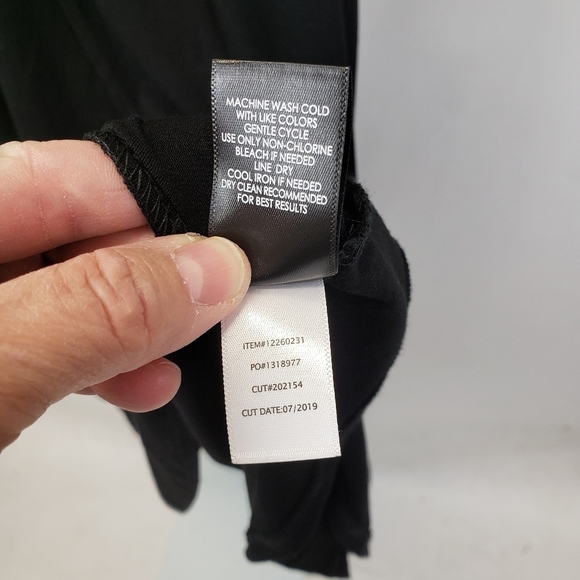 MACHINE WASH COLD
WITH LIKE COLORS
GENTLE CYCLE
USE ONLY NON-CHLORINE
BLEACH IF NEEDED
LINE DRY
COOL IRON IF NEEDED
DRY CLEAN RECOMMENDED
FOR BEST RESULTS
ITEM#12260231
PO#1318977
CUT#202154
CUT DATE:07/2019